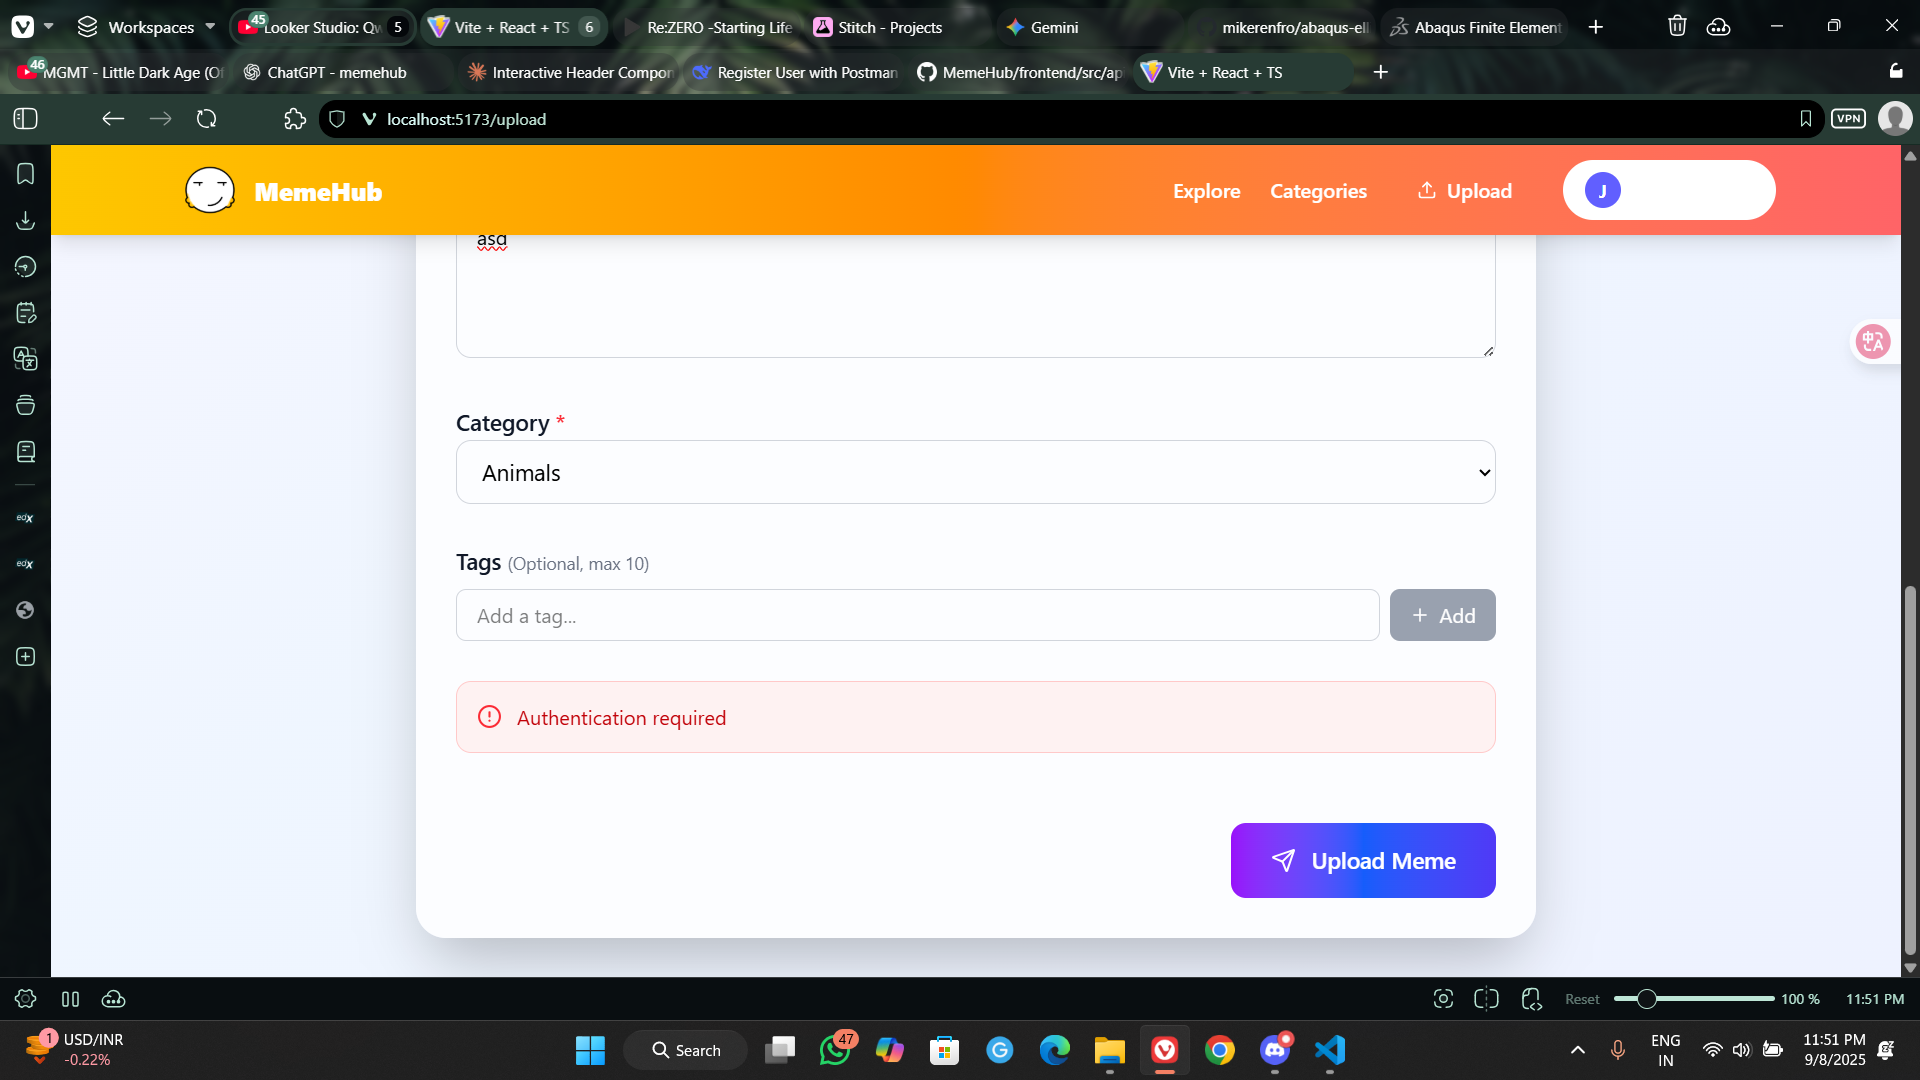 Workspaces
45
Looker Studio: Qw
5
Vite + React + TS
6
Re:ZERO -Starting Life
Stitch - Projects
Gemini
mikerenfro/abaqus-ell
Abaqus Finite Element
46
MGMT - Little Dark Age (Of
ChatGPT - memehub
Interactive Header Compon
Register User with Postman
MemeHub/frontend/src/ap
Vite + React + TS
localhost:5173/upload
VPN
MemeHub
Explore
Categories
Upload
J
asd
Category *
Animals
Tags (Optional, max 10)
Add a tag...
+ Add
Authentication required
Upload Meme
edX
edX
Reset
100 %
11:51 PM
1
USD/INR
-0.22%
Search
47
ENG
IN
11:51 PM
9/8/2025